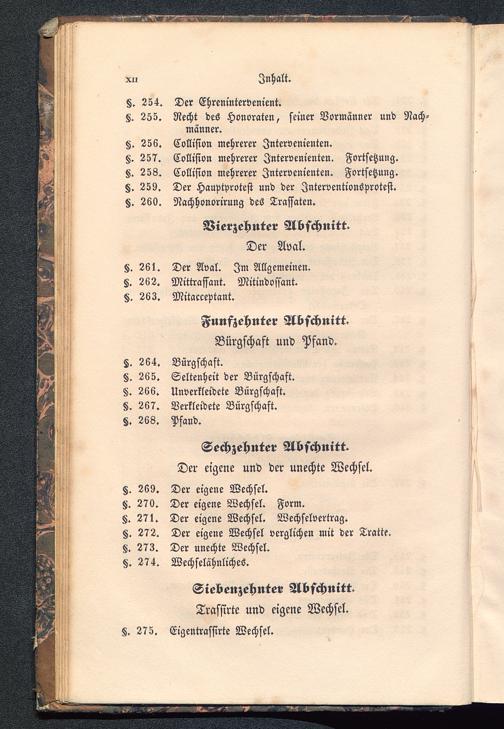 XII Inhalt.
§. 254. Der Ehrenintervenient.
§. 255. Recht des Honoraten, seiner Vormänner und Nach-
männer.
§. 256. Collision mehrerer Intervenienten.
§. 257. Collision mehrerer Intervenienten. Fortsetzung.
§. 258. Collision mehrerer Intervenienten. Fortsetzung.
§. 259. Der Hauptprotest und der Interventionsprotest.
§. 260. Nachhonorirung des Trassaten.
Vierzehnter Abschnitt.
Der Aval.
§. 261. Der Aval. Im Allgemeinen.
§. 262. Mittrassant. Mitindossant.
§. 263. Mitacceptant.
Funfzehnter Abschnitt.
Bürgschaft und Pfand.
§. 264. Bürgschaft.
§. 265. Seltenheit der Bürgschaft.
§. 266. Unverkleidete Bürgschaft.
§. 267. Verkleidete Bürgschaft.
§. 268. Pfand.
Sechzehnter Abschnitt.
Der eigene und der unechte Wechsel.
§. 269. Der eigene Wechsel.
§. 270. Der eigene Wechsel. Form.
§. 271. Der eigene Wechsel. Wechselvertrag.
§. 272. Der eigene Wechsel verglichen mit der Tratte.
§. 273. Der unechte Wechsel.
§. 274. Wechselähnliches.
Siebenzehnter Abschnitt.
Trassirte und eigene Wechsel.
§. 275. Eigentrassirte Wechsel.